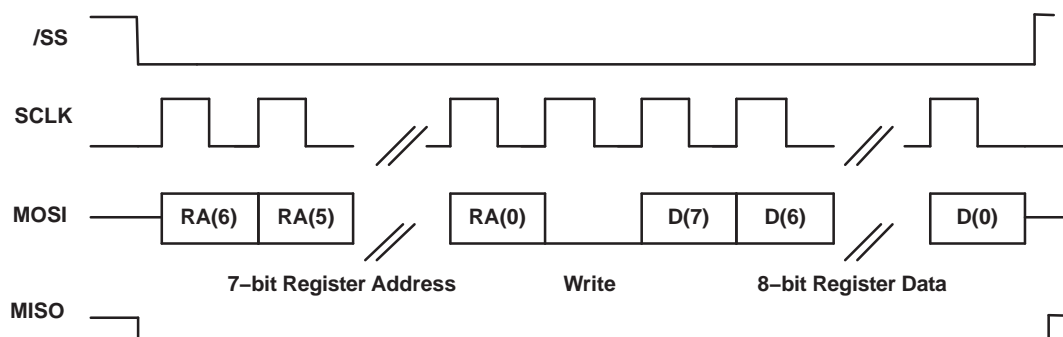 /SS
SCLK
MOSI RA(6) RA(5) RA(0) D(7) D(6) D(0)
7−bit Register Address Write 8−bit Register Data
MISO